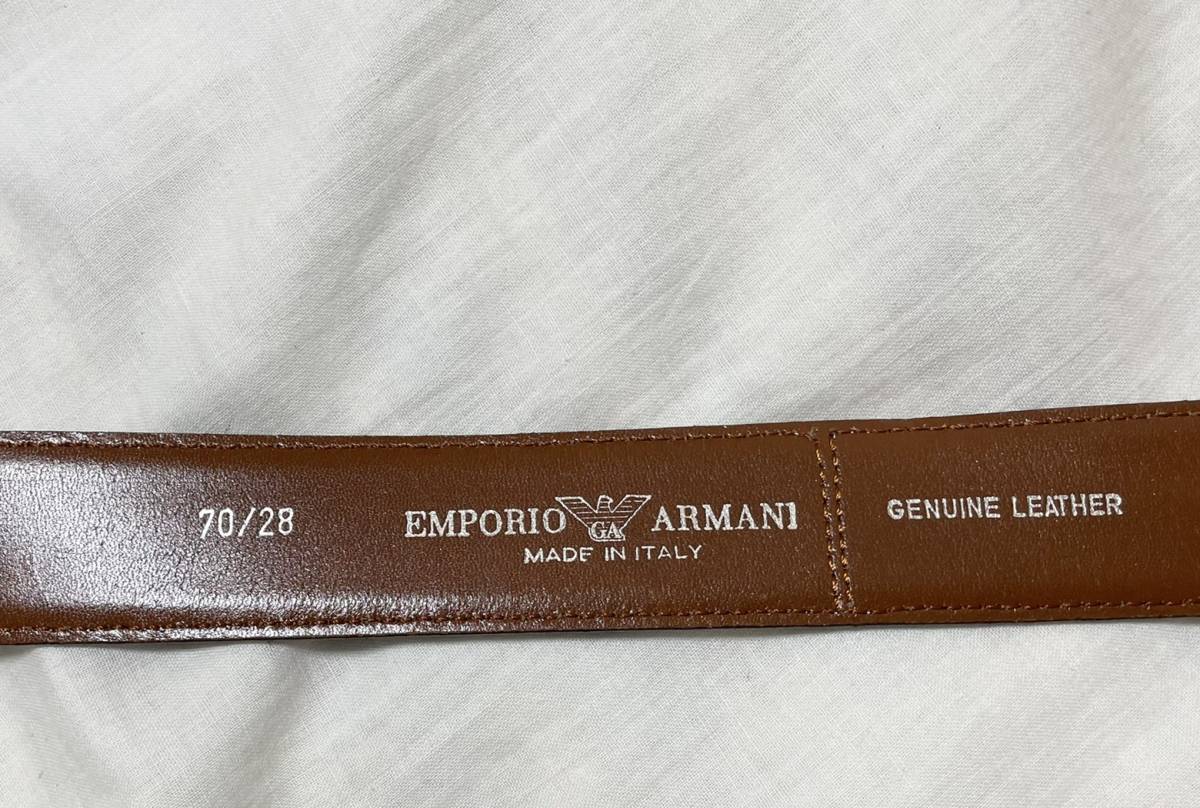 70/28
EMPORIO GA ARMANI
MADE IN ITALY
GENUINE LEATHER